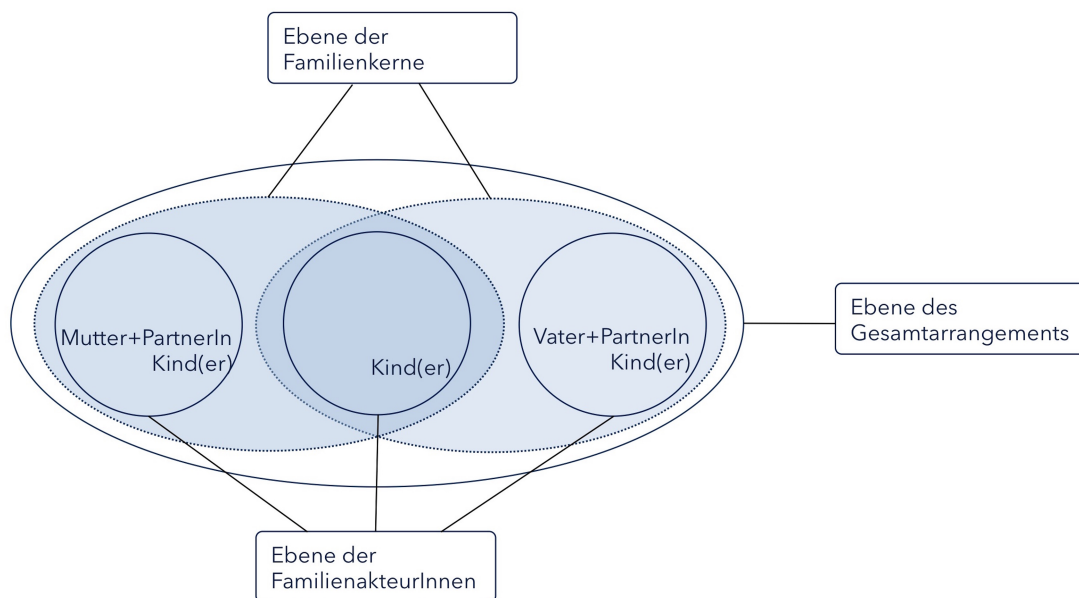 Ebene der
Familienkerne
Mutter+PartnerIn
Kind(er)
Kind(er)
Vater+PartnerIn
Kind(er)
Ebene des
Gesamtarrangements
Ebene der
FamilienakteurInnen